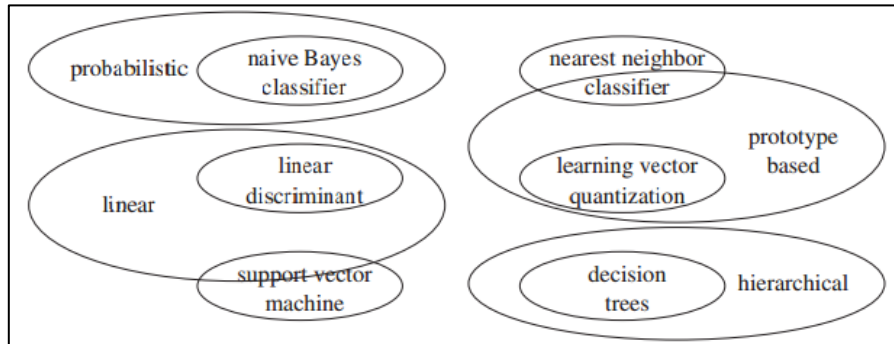 probabilistic
naive Bayes
classifier
nearest neighbor
classifier
linear
linear
discriminant
learning vector
quantization
prototype
based
support vector
machine
decision
trees
hierarchical